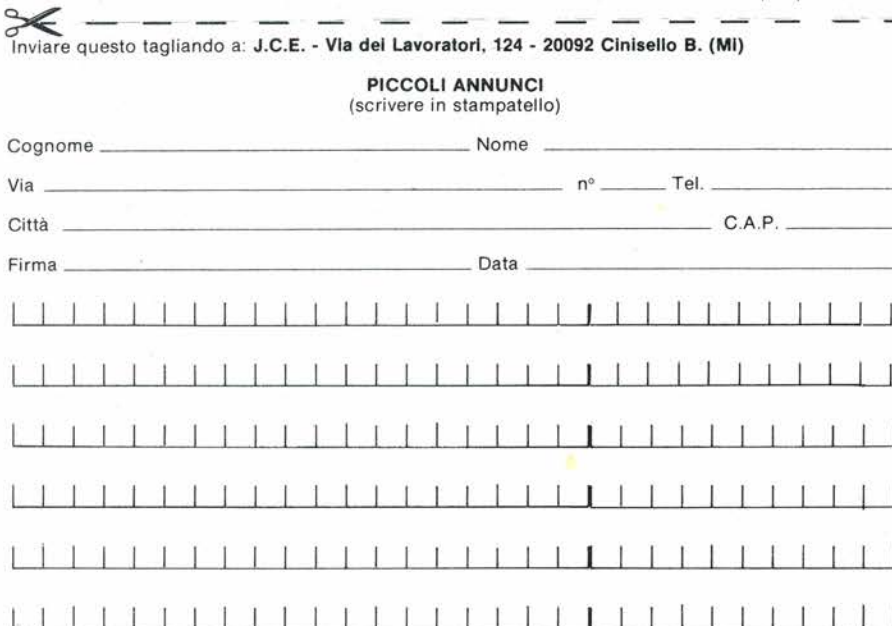 Inviare questo tagliando a: J.C.E. - Via dei Lavoratori, 124 - 20092 Cinisello B. (MI)
PICCOLI ANNUNCI
(scrivere in stampatello)
Cognome Nome
Via n° Tel.
Città C.A.P.
Firma Data